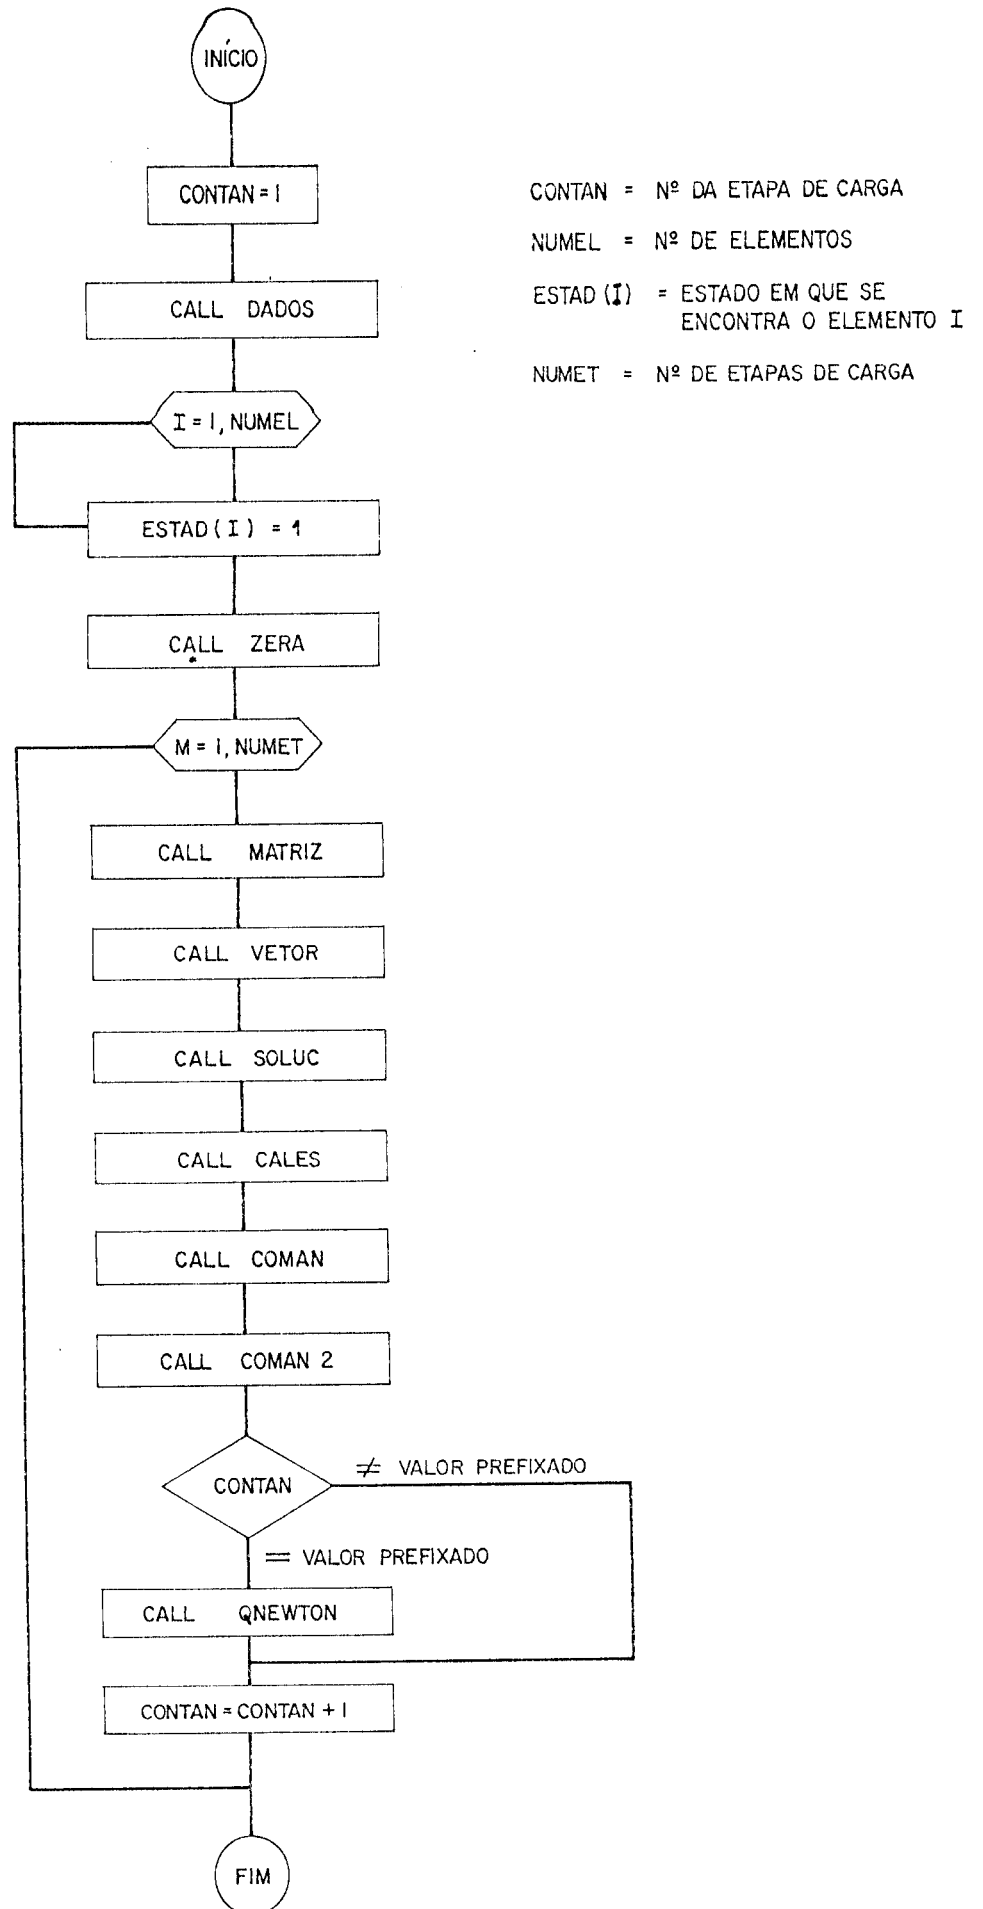 INÍCIO
CONTAN = 1
CALL DADOS
I = 1, NUMEL
ESTAD (I) = 1
CALL ZERA
M = 1, NUMET
CALL MATRIZ
CALL VETOR
CALL SOLUC
CALL CALES
CALL COMAN
CALL COMAN 2
CONTAN
≠ VALOR PREFIXADO
= VALOR PREFIXADO
CALL QNEWTON
CONTAN = CONTAN + 1
FIM
CONTAN = Nº DA ETAPA DE CARGA
NUMEL = Nº DE ELEMENTOS
ESTAD (I) = ESTADO EM QUE SE
ENCONTRA O ELEMENTO I
NUMET = Nº DE ETAPAS DE CARGA